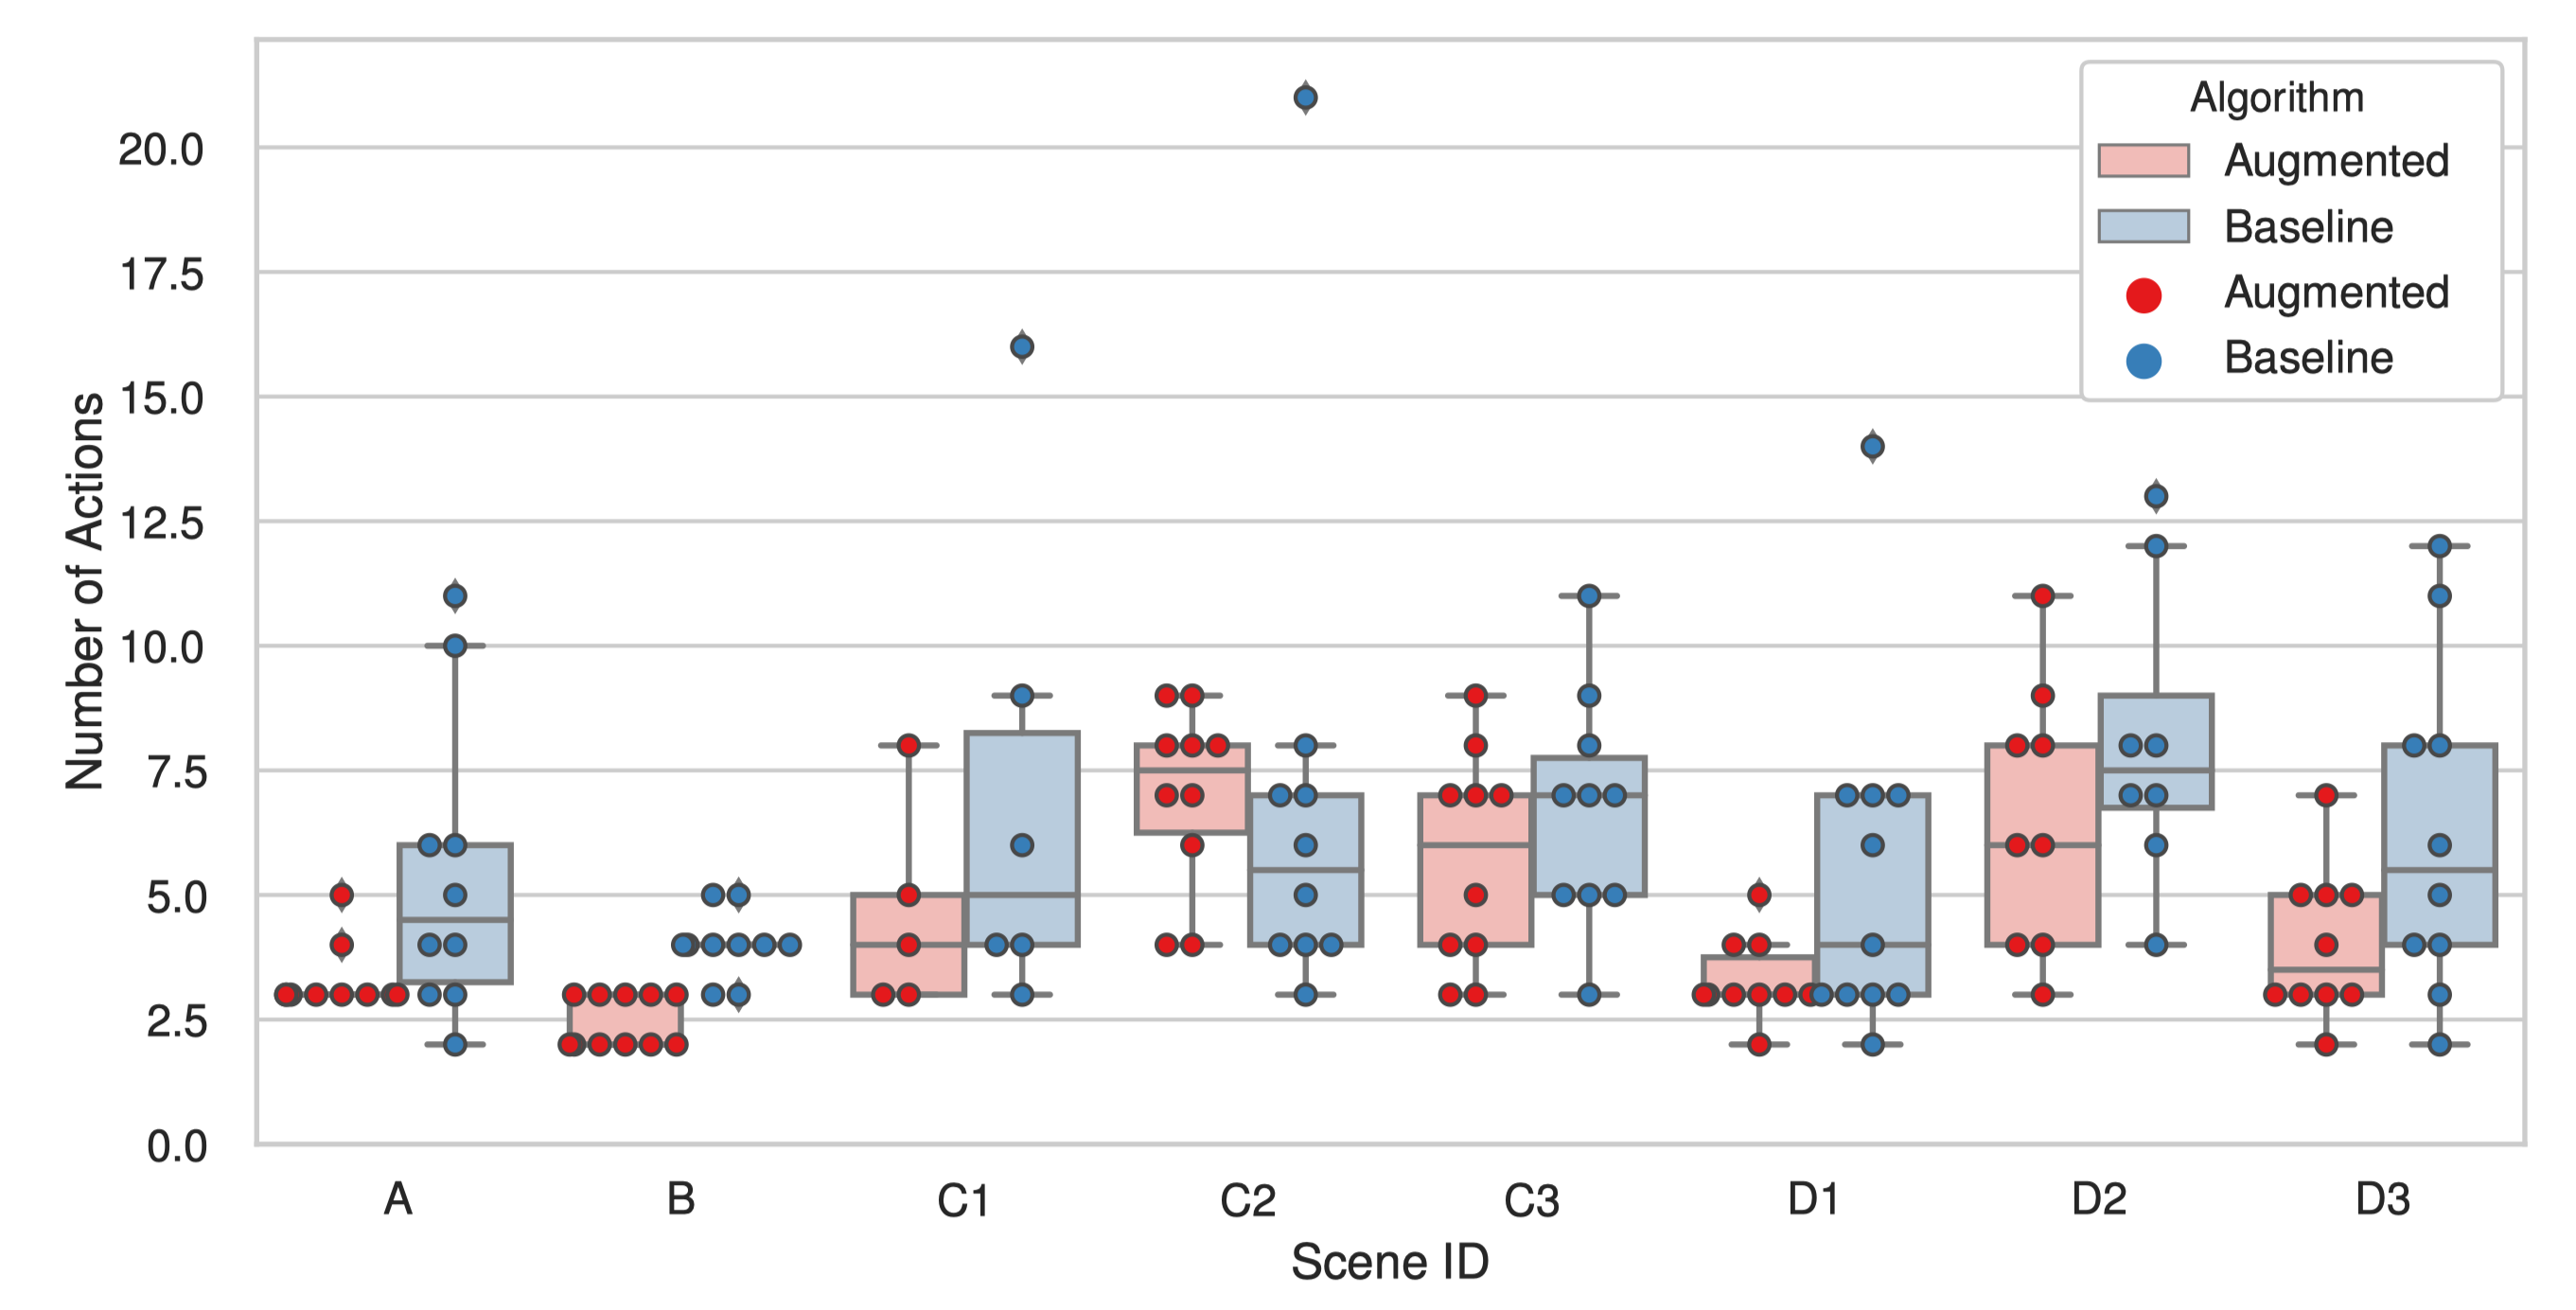 Algorithm
Augmented
Baseline
Augmented
Baseline
Number of Actions
20.0
17.5
15.0
12.5
10.0
7.5
5.0
2.5
0.0
A B C1 C2 C3 D1 D2 D3
Scene ID